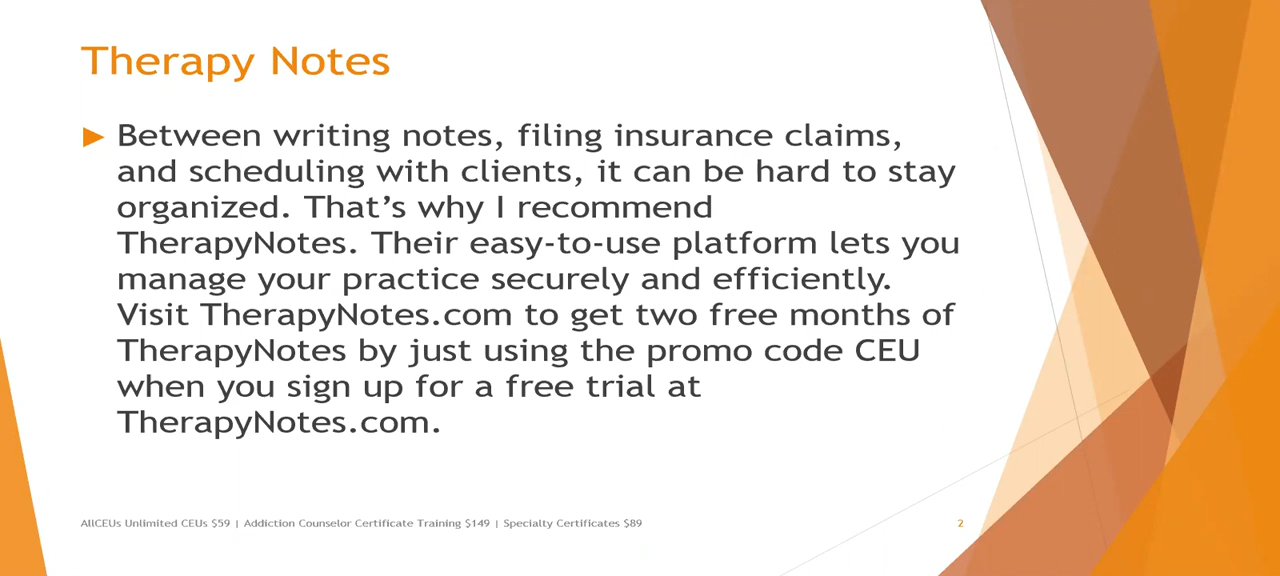 Therapy Notes
Between writing notes, filing insurance claims,
and scheduling with clients, it can be hard to stay
organized. That’s why I recommend
TherapyNotes. Their easy-to-use platform lets you
manage your practice securely and efficiently.
Visit TherapyNotes.com to get two free months of
TherapyNotes by just using the promo code CEU
when you sign up for a free trial at
TherapyNotes.com.
AllCEUs Unlimited CEUs $59 | Addiction Counselor Certificate Training $149 | Specialty Certificates $89
2